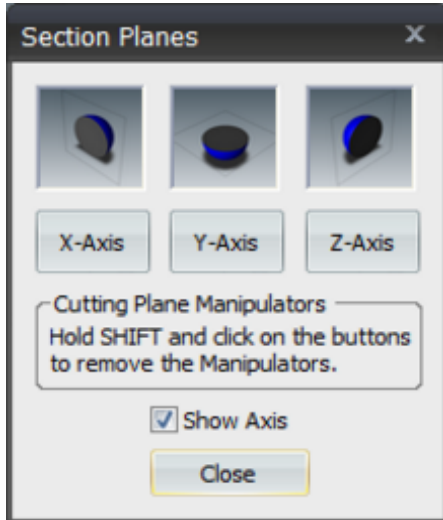 Section Planes X
X-Axis Y-Axis Z-Axis
Cutting Plane Manipulators
Hold SHIFT and click on the buttons
to remove the Manipulators.
Show Axis
Close